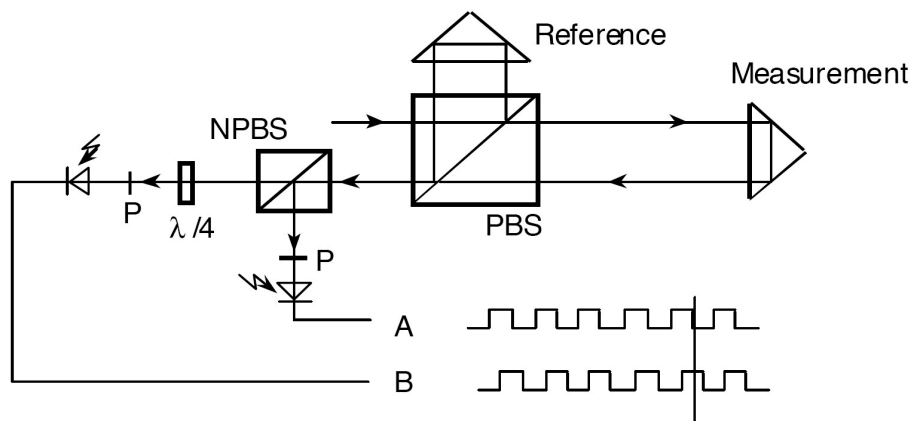 Reference
Measurement
NPBS
P
λ/4
PBS
P
A
B